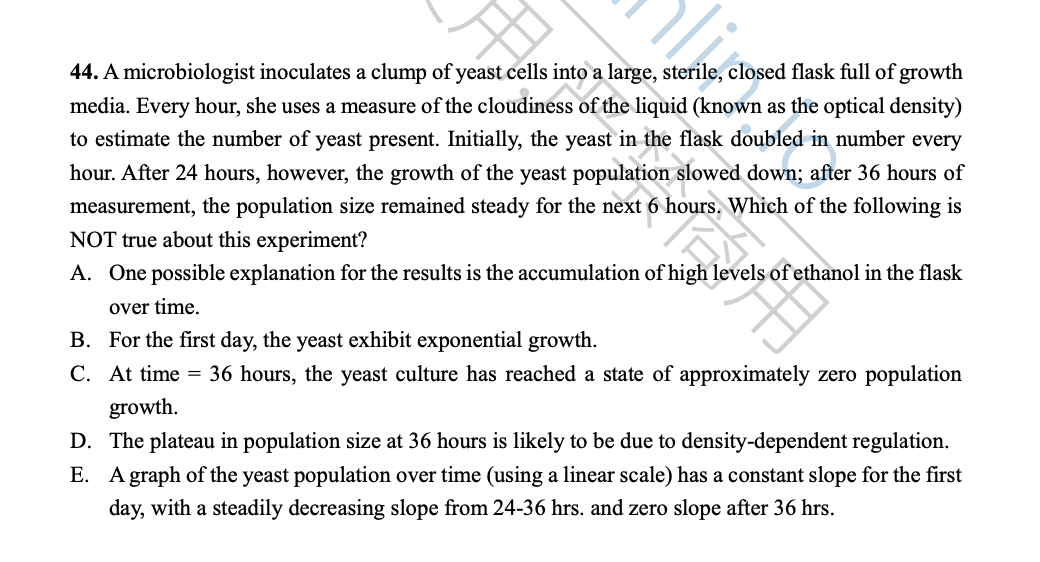 44. A microbiologist inoculates a clump of yeast cells into a large, sterile, closed flask full of growth
media. Every hour, she uses a measure of the cloudiness of the liquid (known as the optical density)
to estimate the number of yeast present. Initially, the yeast in the flask doubled in number every
hour. After 24 hours, however, the growth of the yeast population slowed down; after 36 hours of
measurement, the population size remained steady for the next 6 hours. Which of the following is
NOT true about this experiment?
A. One possible explanation for the results is the accumulation of high levels of ethanol in the flask
over time.
B. For the first day, the yeast exhibit exponential growth.
C. At time = 36 hours, the yeast culture has reached a state of approximately zero population
growth.
D. The plateau in population size at 36 hours is likely to be due to density-dependent regulation.
E. A graph of the yeast population over time (using a linear scale) has a constant slope for the first
day, with a steadily decreasing slope from 24-36 hrs. and zero slope after 36 hrs.
用,严禁商用
nlin.io